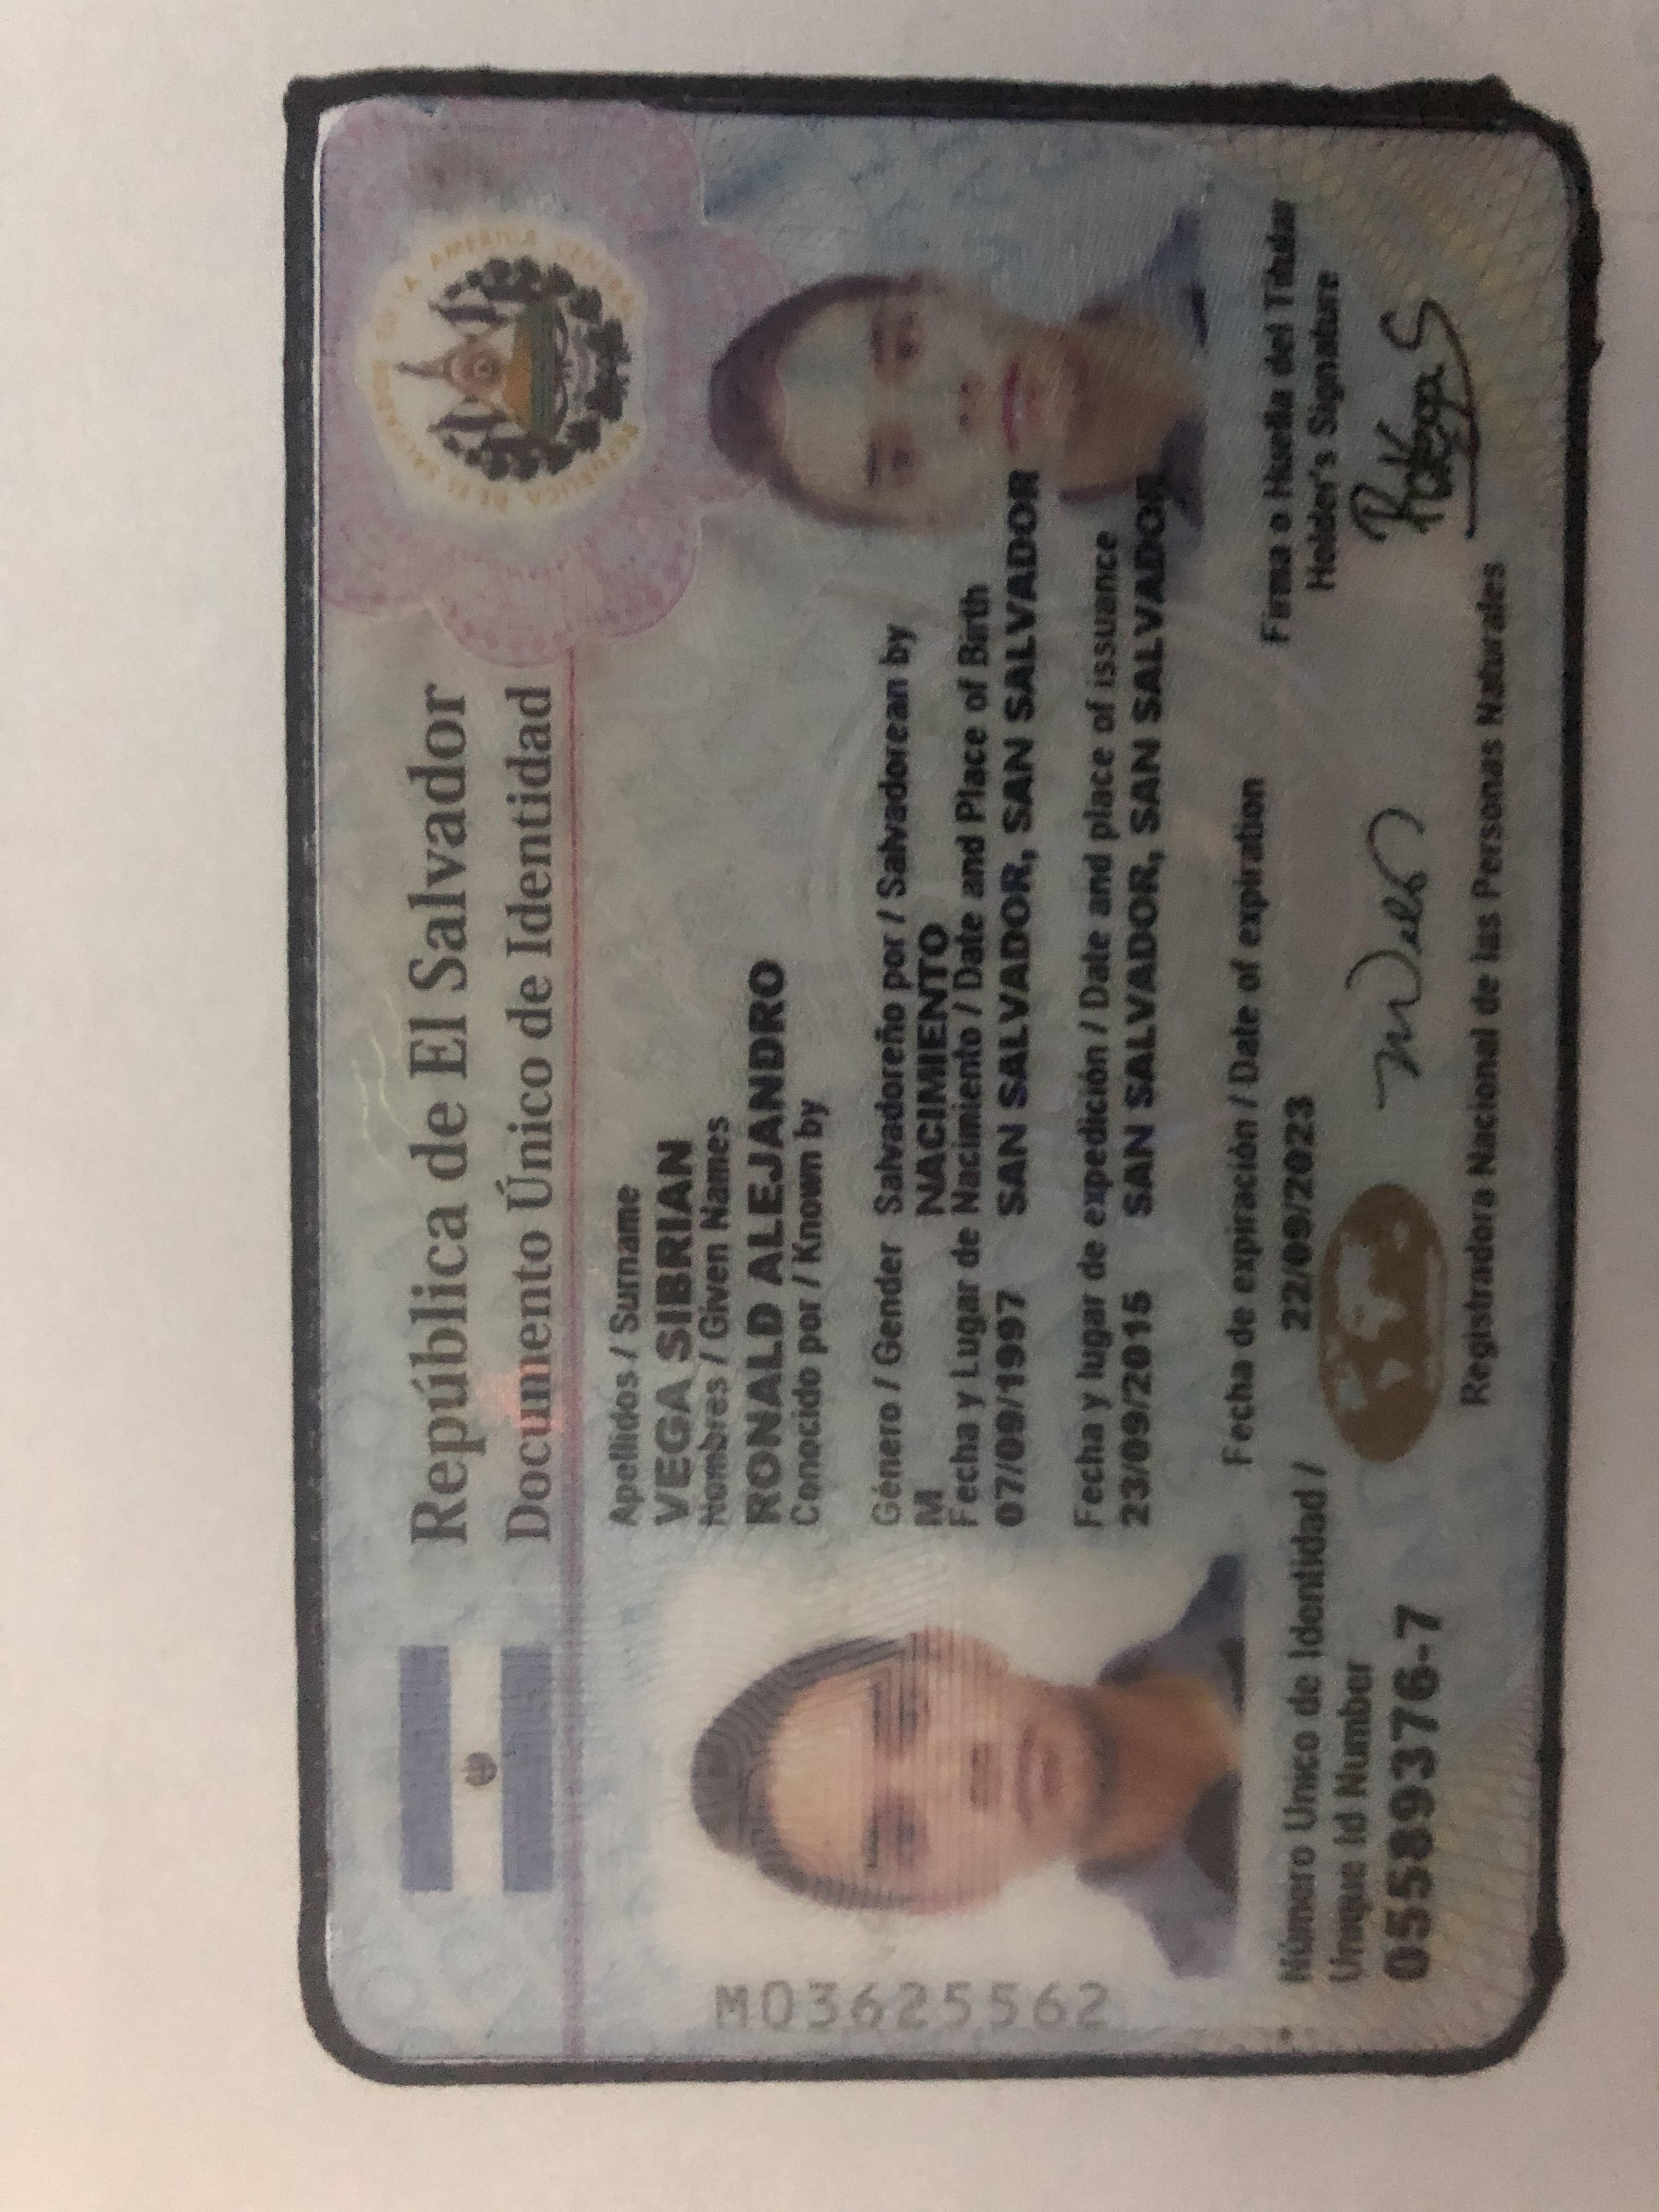 República de El Salvador
Documento Único de Identidad
REPÚBLICA DE EL SALVADOR EN LA AMÉRICA CENTRAL
Apellidos / Surname
VEGA SIBRIAN
Nombres / Given Names
RONALD ALEJANDRO
Conocido por / Known by
Género / Gender Salvadoreño por / Salvadorean by
M NACIMIENTO
Fecha y Lugar de Nacimiento / Date and Place of Birth
07/09/1997 SAN SALVADOR, SAN SALVADOR
Fecha y lugar de expedición / Date and place of issuance
23/09/2015 SAN SALVADOR, SAN SALVADOR
Fecha de expiración / Date of expiration
22/09/2023
Firma o Huella del Titular
Holder's Signature
Número Unico de Identidad /
Unique Id Number
05589376-7
Registradora Nacional de las Personas Naturales
M03625562